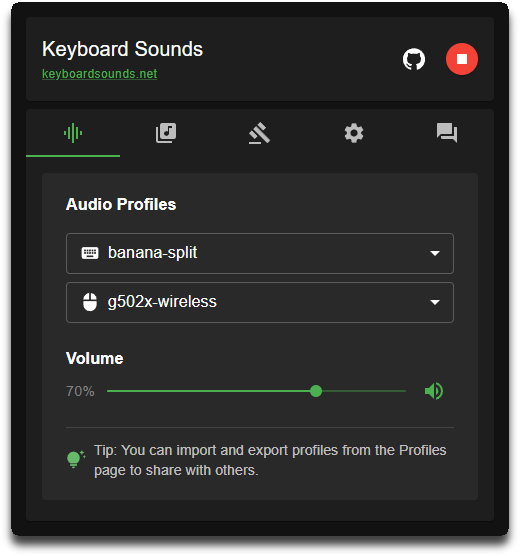 Keyboard Sounds
keyboardsounds.net
Audio Profiles
banana-split
g502x-wireless
Volume
70%
Tip: You can import and export profiles from the Profiles
page to share with others.